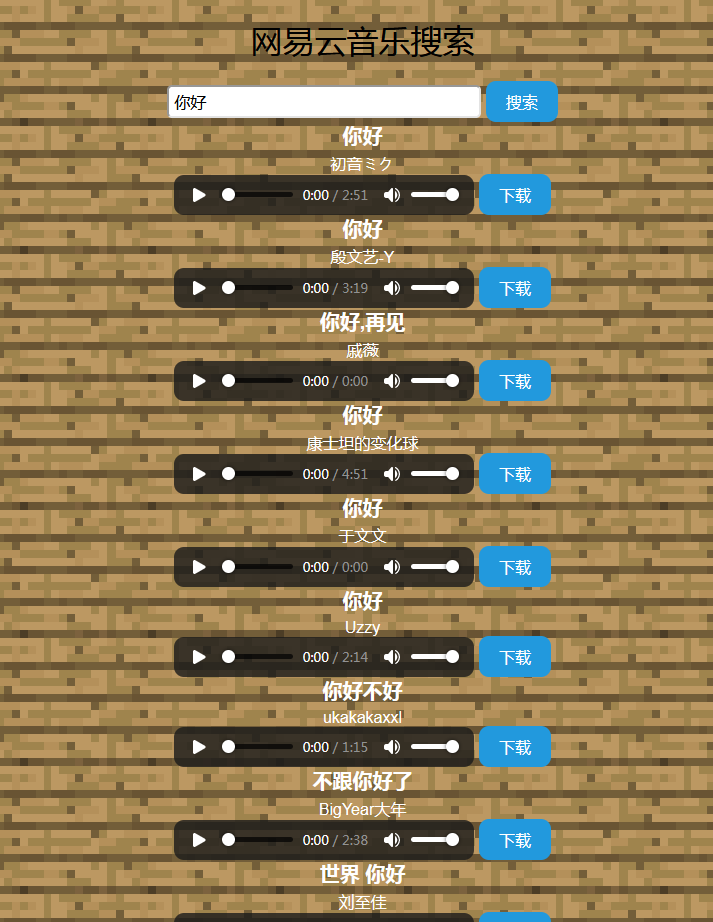 网易云音乐搜索
你好 搜索
你好
初音ミク
0:00 / 2:51 下载
你好
殷文艺-Y
0:00 / 3:19 下载
你好,再见
戚薇
0:00 / 0:00 下载
你好
康士坦的变化球
0:00 / 4:51 下载
你好
于文文
0:00 / 0:00 下载
你好
Uzzy
0:00 / 2:14 下载
你好不好
ukakakaxxl
0:00 / 1:15 下载
不跟你好了
BigYear大年
0:00 / 2:38 下载
世界 你好
刘至佳